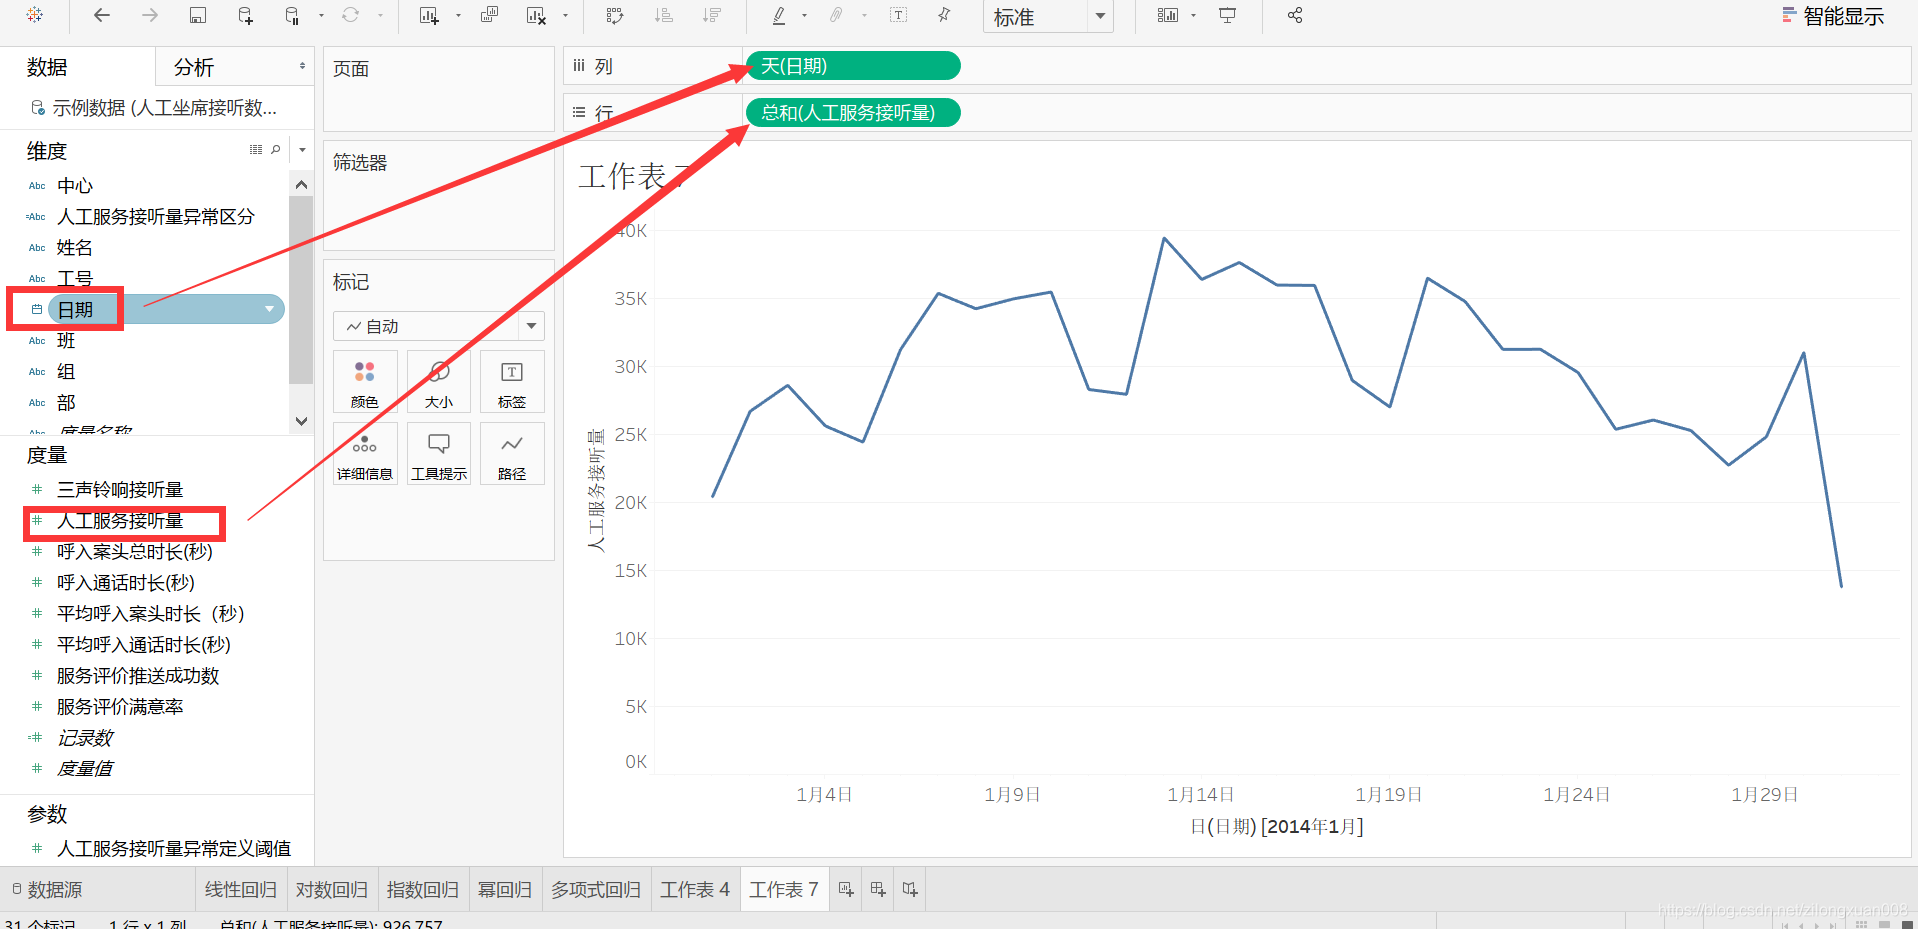 标准
智能显示
数据
分析
示例数据 (人工坐席接听数...
维度
Abc 中心
=Abc 人工服务接听量异常区分
Abc 姓名
Abc 工号
日期
Abc 班
Abc 组
Abc 部
Abc 度量名称
度量
# 三声铃响接听量
# 人工服务接听量
# 呼入案头总时长(秒)
# 呼入通话时长(秒)
# 平均呼入案头时长（秒）
# 平均呼入通话时长(秒)
# 服务评价推送成功数
# 服务评价满意率
=# 记录数
# 度量值
参数
# 人工服务接听量异常定义阈值
页面
筛选器
标记
自动
颜色
大小
标签
详细信息
工具提示
路径
列
天(日期)
行
总和(人工服务接听量)
工作表 7
人工服务接听量
40K
35K
30K
25K
20K
15K
10K
5K
0K
1月4日
1月9日
1月14日
1月19日
1月24日
1月29日
日(日期) [2014年1月]
数据源
线性回归
对数回归
指数回归
幂回归
多项式回归
工作表 4
工作表 7
31 个标记
1 行 x 1 列
总和(人工服务接听量): 926,757
https://blog.csdn.net/zilongxuan008